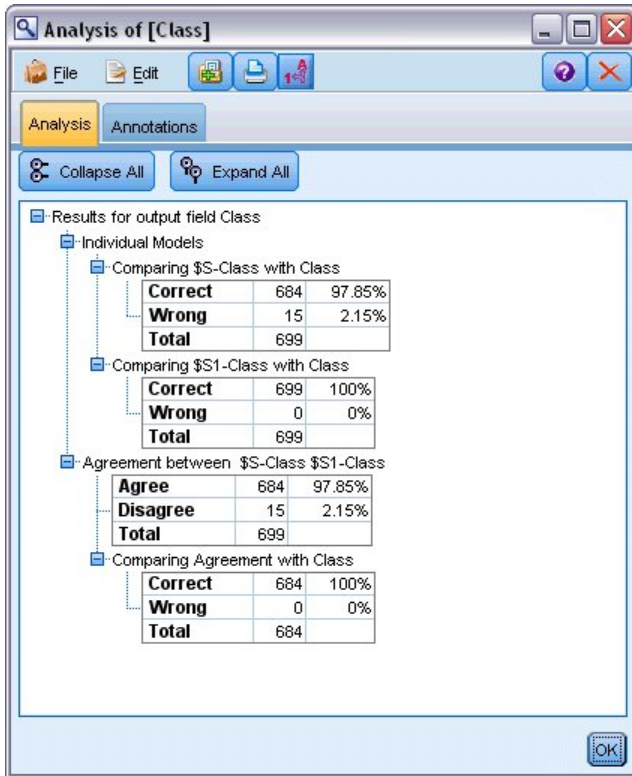 Analysis of [Class]
File Edit
Analysis Annotations
Collapse All Expand All
Results for output field Class
Individual Models
Comparing $S-Class with Class
Correct 684 97.85%
Wrong 15 2.15%
Total 699
Comparing $S1-Class with Class
Correct 699 100%
Wrong 0 0%
Total 699
Agreement between $S-Class $S1-Class
Agree 684 97.85%
Disagree 15 2.15%
Total 699
Comparing Agreement with Class
Correct 684 100%
Wrong 0 0%
Total 684
OK